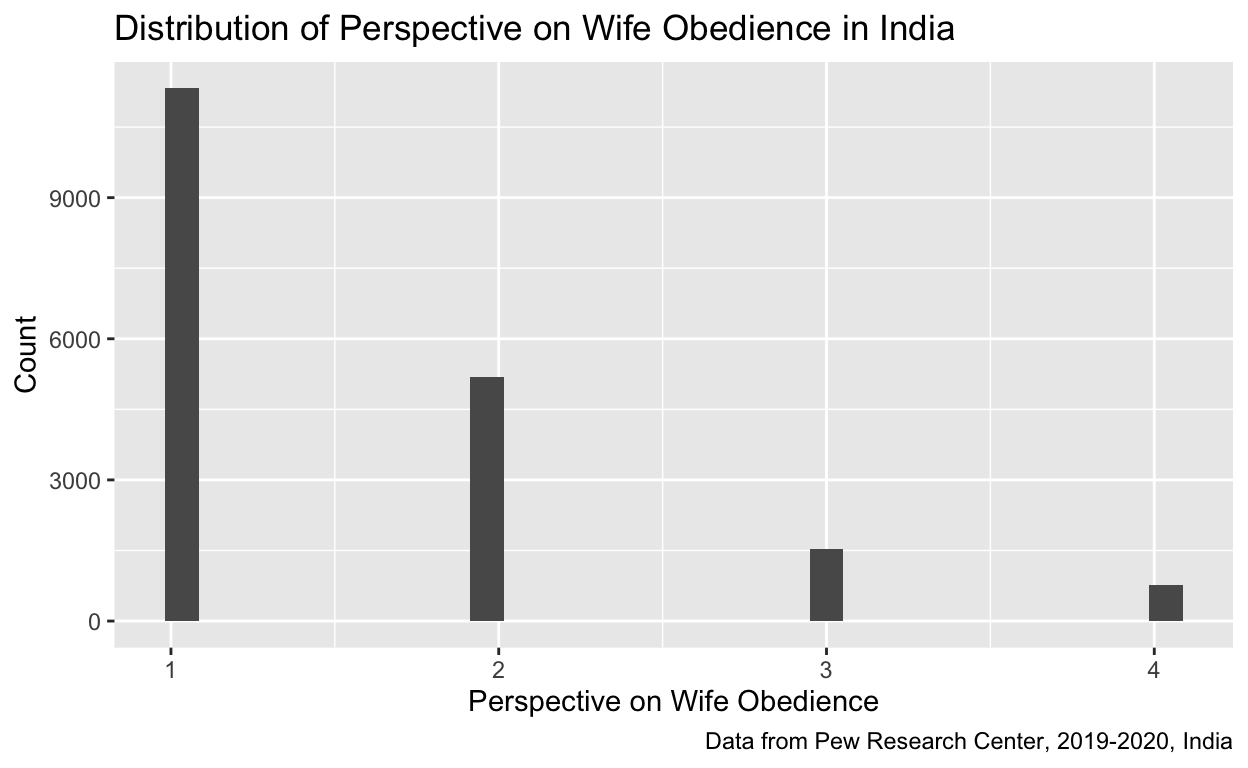 Distribution of Perspective on Wife Obedience in India
Count
9000
6000
3000
0
1 2 3 4
Perspective on Wife Obedience
Data from Pew Research Center, 2019-2020, India